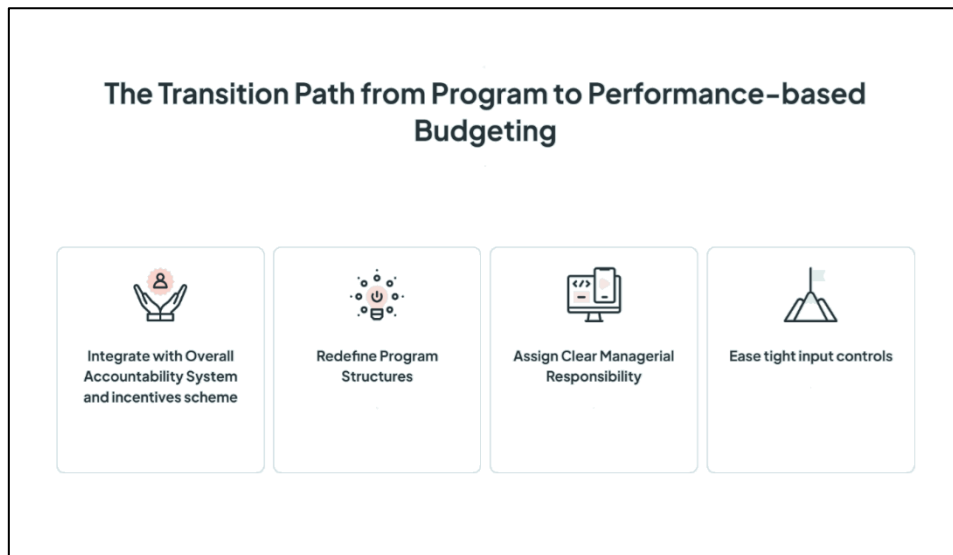 The Transition Path from Program to Performance-based
Budgeting
Integrate with Overall
Accountability System
and incentives scheme
Redefine Program
Structures
Assign Clear Managerial
Responsibility
Ease tight input controls